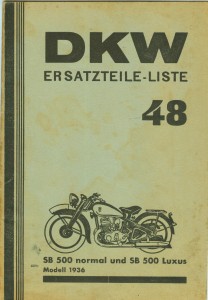 DKW
ERSATZTEILE-LISTE
48
SB 500 normal und SB 500 Luxus
Modell 1936